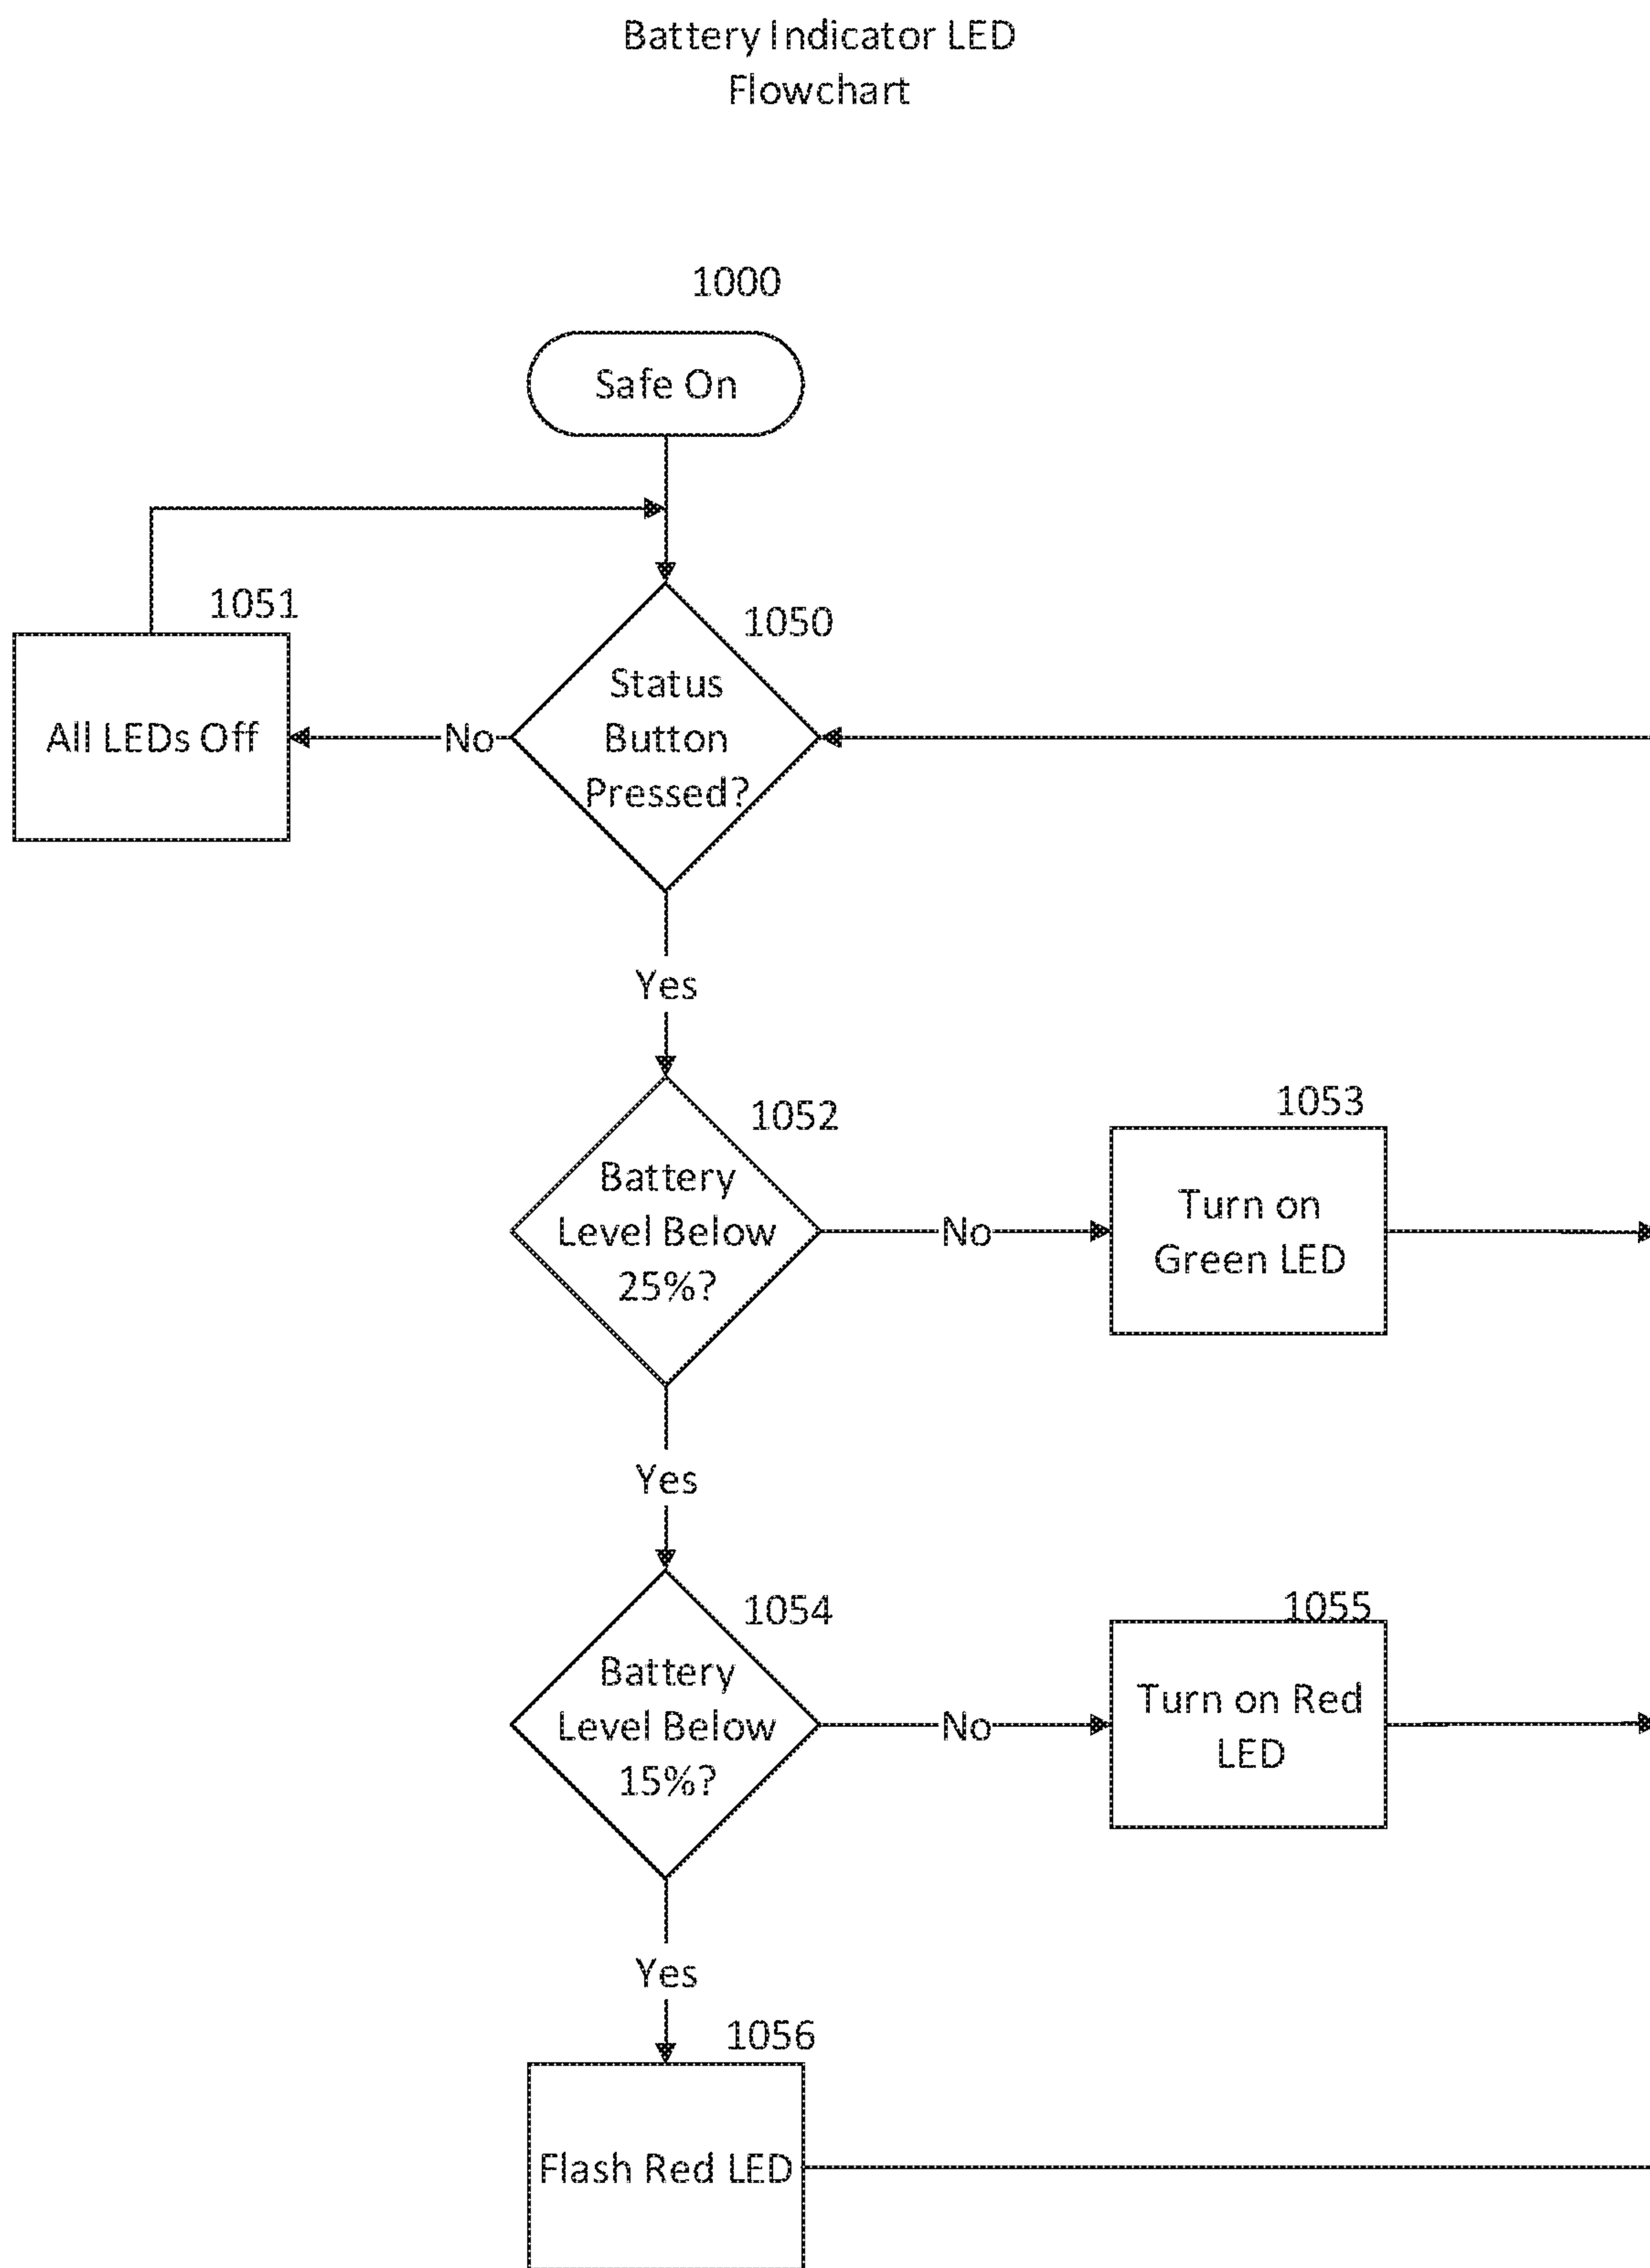 Battery Indicator LED
Flowchart
1000
Safe On
1051
1050
All LEDs Off
No
Status
Button
Pressed?
Yes
1052
1053
Battery
Level Below
25%?
No
Turn on
Green LED
Yes
1054
1055
Battery
Level Below
15%?
No
Turn on Red
LED
Yes
1056
Flash Red LED